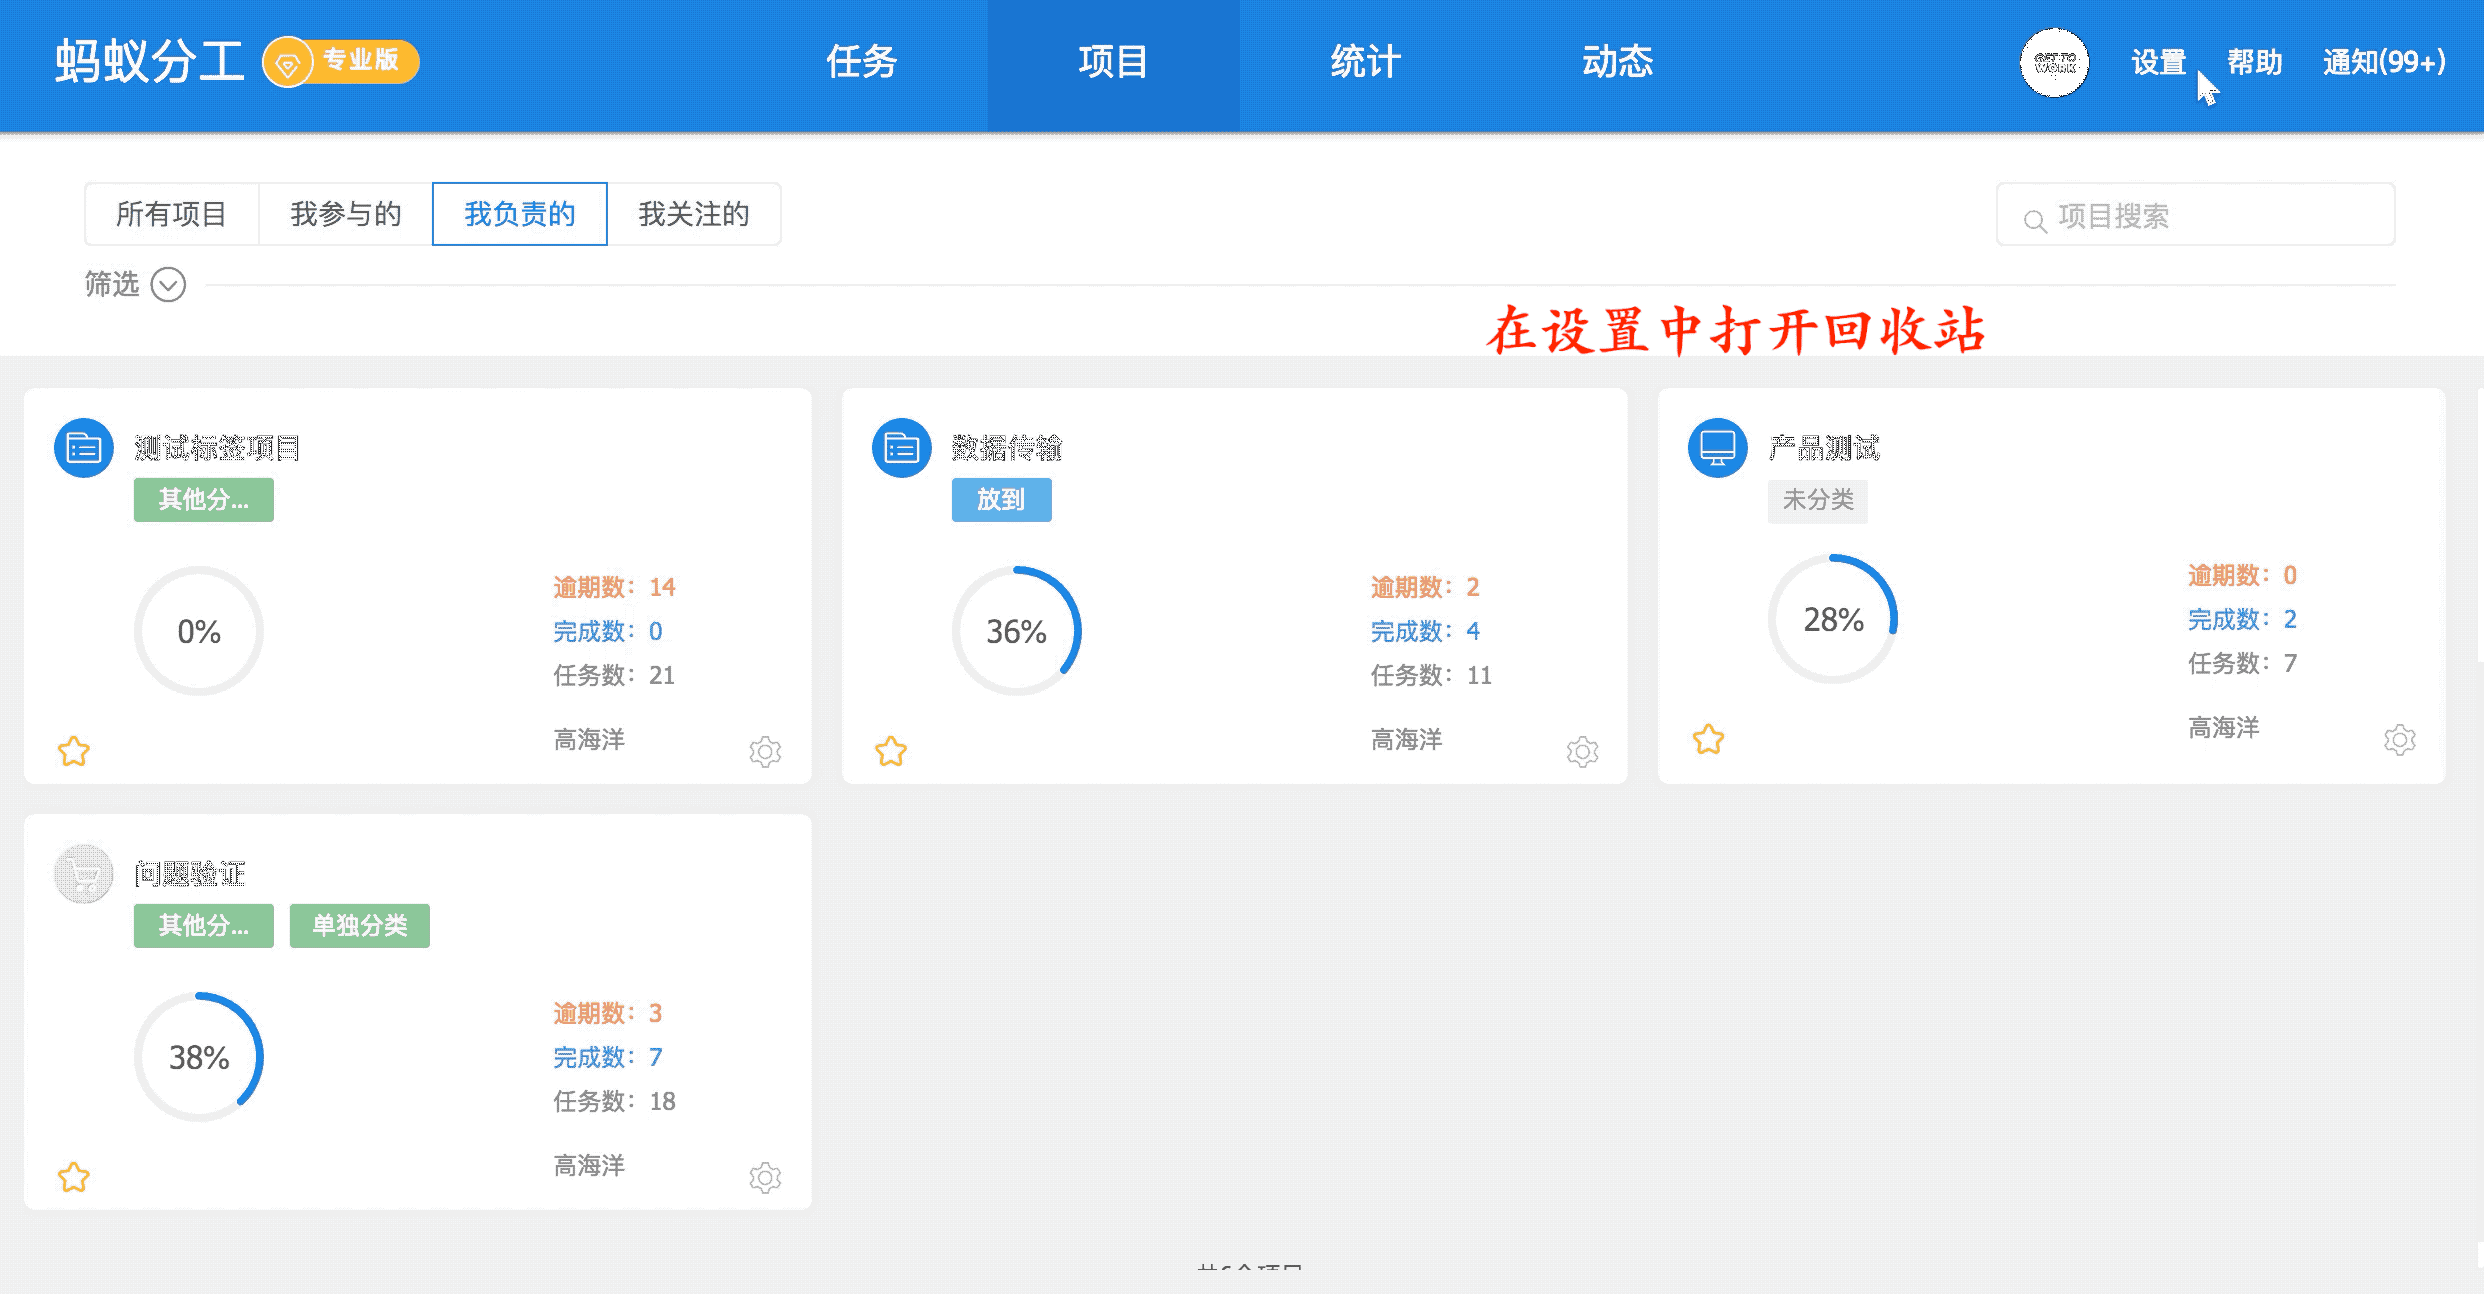 蚂蚁分工 专业版 任务 项目 统计 动态 GET TO WORK 设置 帮助 通知(99+)
所有项目 我参与的 我负责的 我关注的 项目搜索
筛选
在设置中打开回收站
测试标签项目
其他分...
0%
逾期数：14
完成数：0
任务数：21
高海洋
数据传输
放到
36%
逾期数：2
完成数：4
任务数：11
高海洋
产品测试
未分类
28%
逾期数：0
完成数：2
任务数：7
高海洋
问题验证
其他分... 单独分类
38%
逾期数：3
完成数：7
任务数：18
高海洋